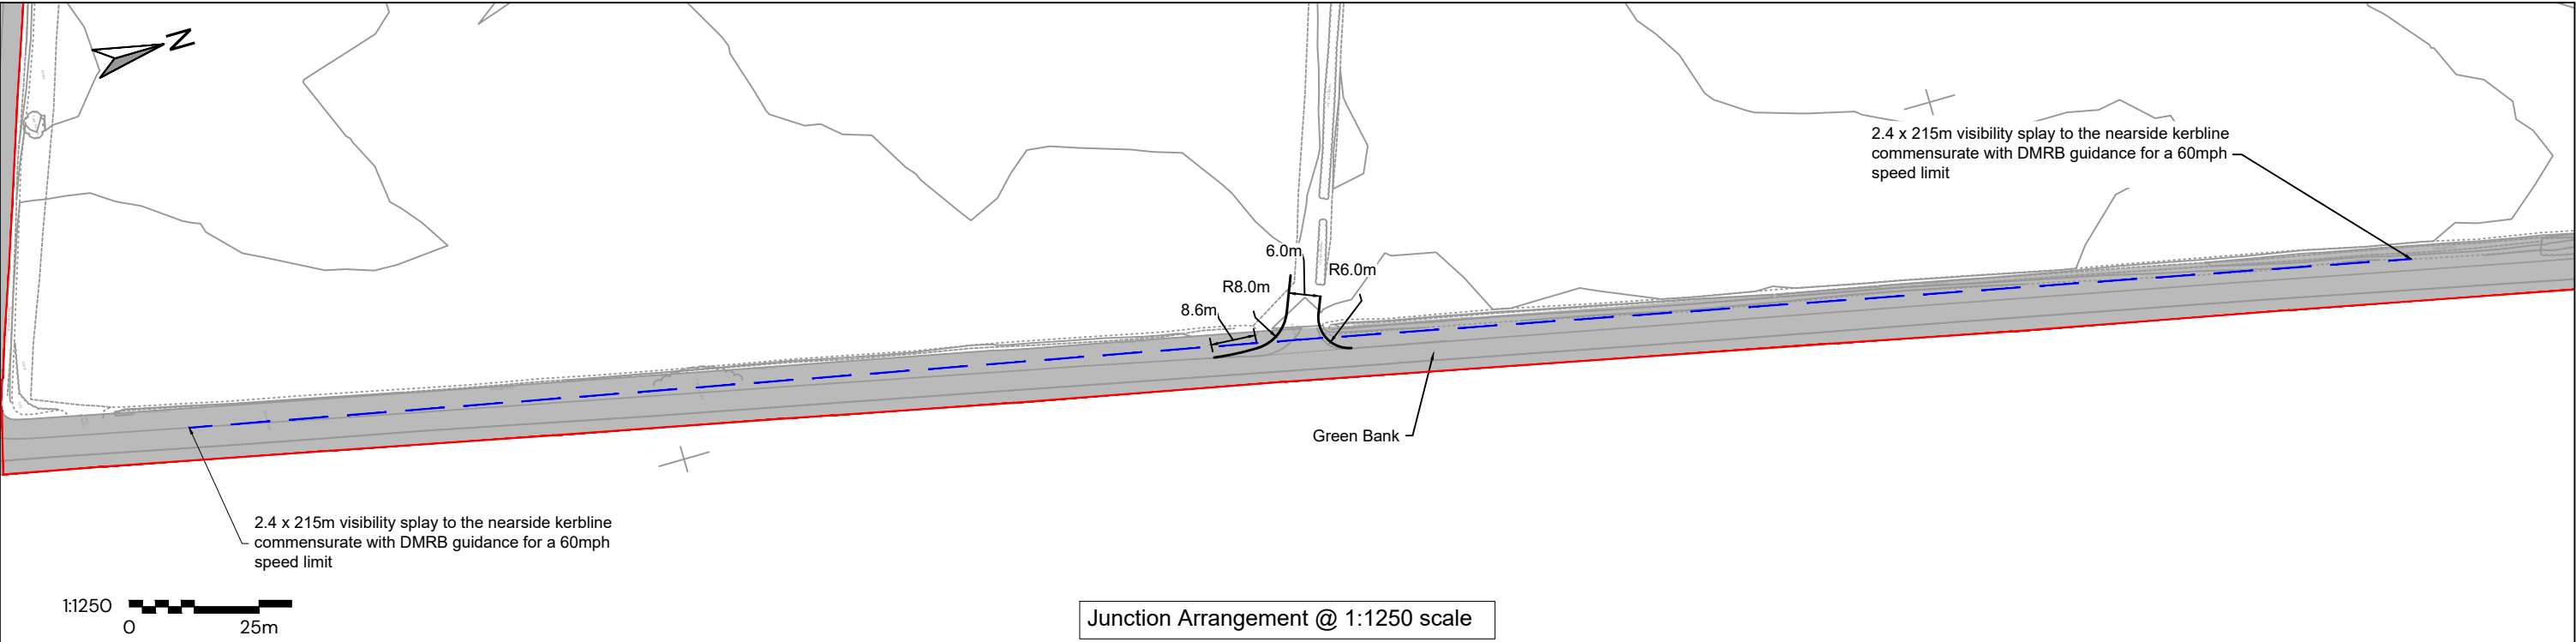 N
2.4 x 215m visibility splay to the nearside kerbline
commensurate with DMRB guidance for a 60mph
speed limit
6.0m
R6.0m
R8.0m
8.6m
Green Bank
2.4 x 215m visibility splay to the nearside kerbline
commensurate with DMRB guidance for a 60mph
speed limit
1:1250
0 25m
Junction Arrangement @ 1:1250 scale